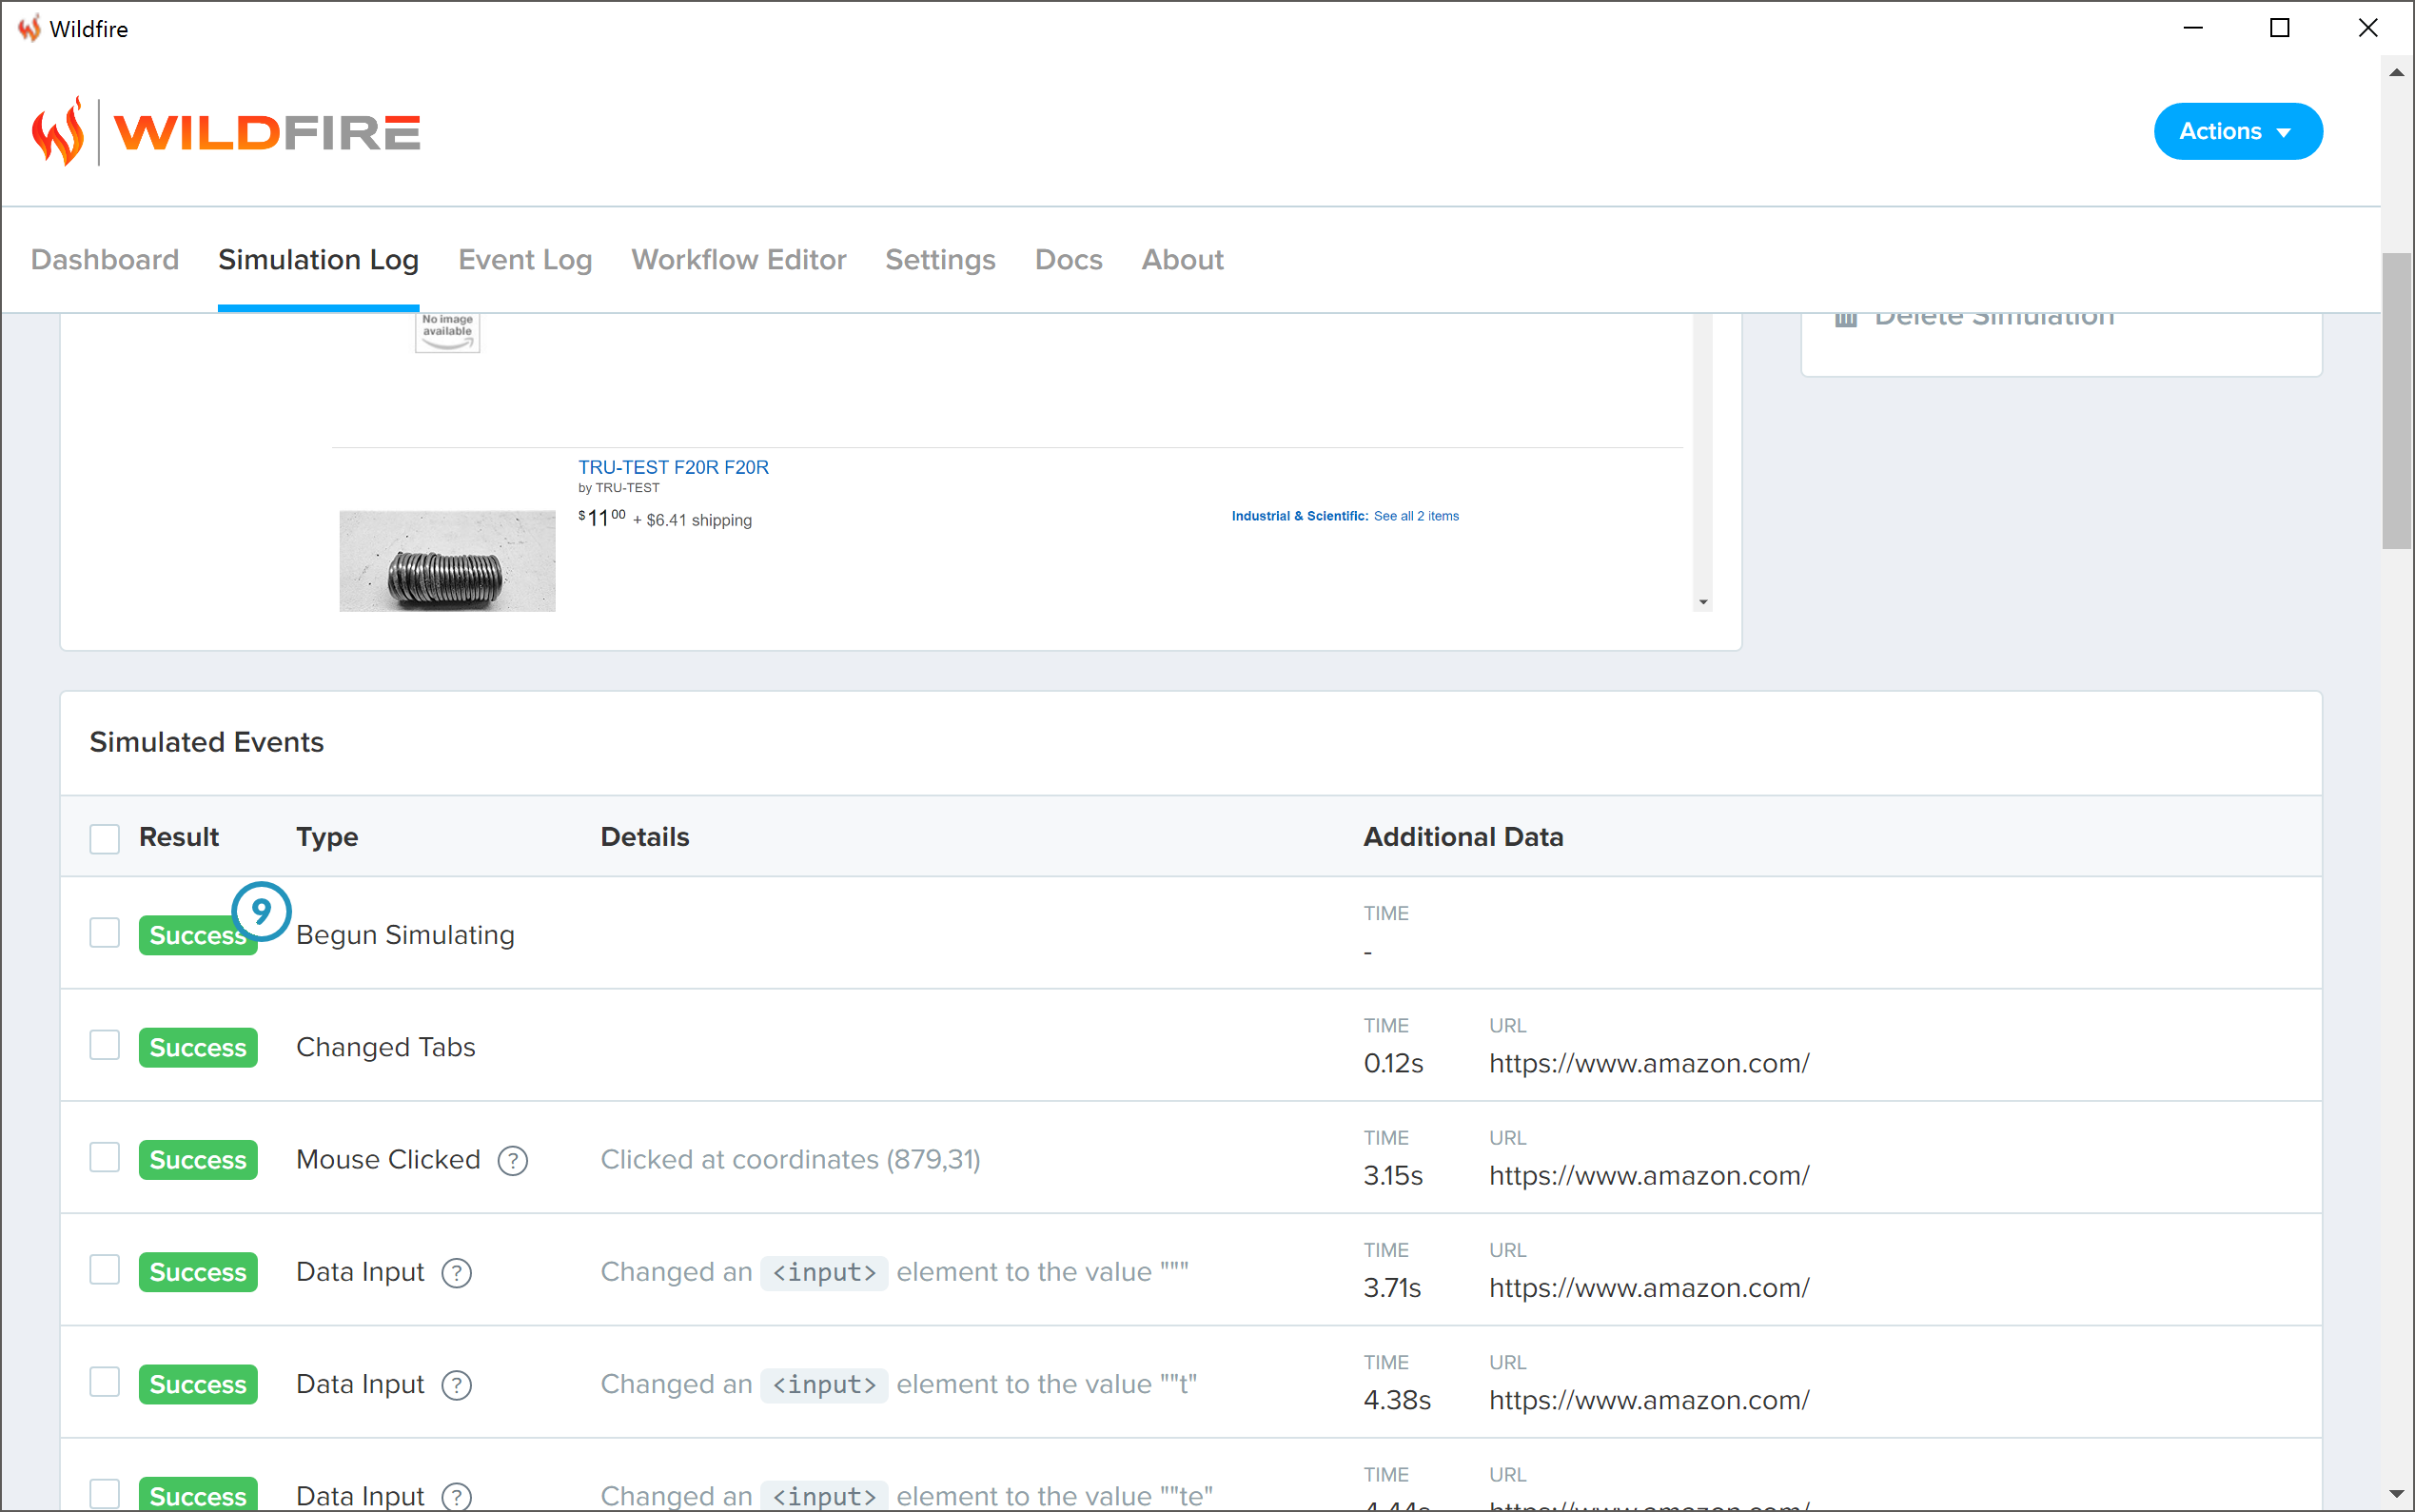 Wildfire
WILDFIRE
Actions
Dashboard Simulation Log Event Log Workflow Editor Settings Docs About
No image
available
Delete Simulation
TRU-TEST F20R F20R
by TRU-TEST
$11 00 + $6.41 shipping
Industrial & Scientific: See all 2 items
Simulated Events
Result Type Details Additional Data
9
Success Begun Simulating
TIME
-
Success Changed Tabs
TIME URL
0.12s https://www.amazon.com/
Success Mouse Clicked ? Clicked at coordinates (879,31)
TIME URL
3.15s https://www.amazon.com/
Success Data Input ? Changed an <input> element to the value """
TIME URL
3.71s https://www.amazon.com/
Success Data Input ? Changed an <input> element to the value ""t"
TIME URL
4.38s https://www.amazon.com/
Success Data Input ? Changed an <input> element to the value ""te"
TIME URL
4.44s https://www.amazon.com/